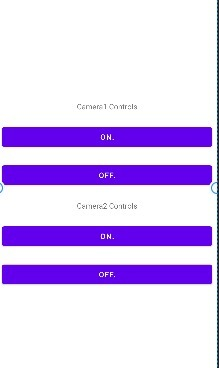 Camera1 Controls
ON.
OFF.
Camera2 Controls
ON.
OFF.